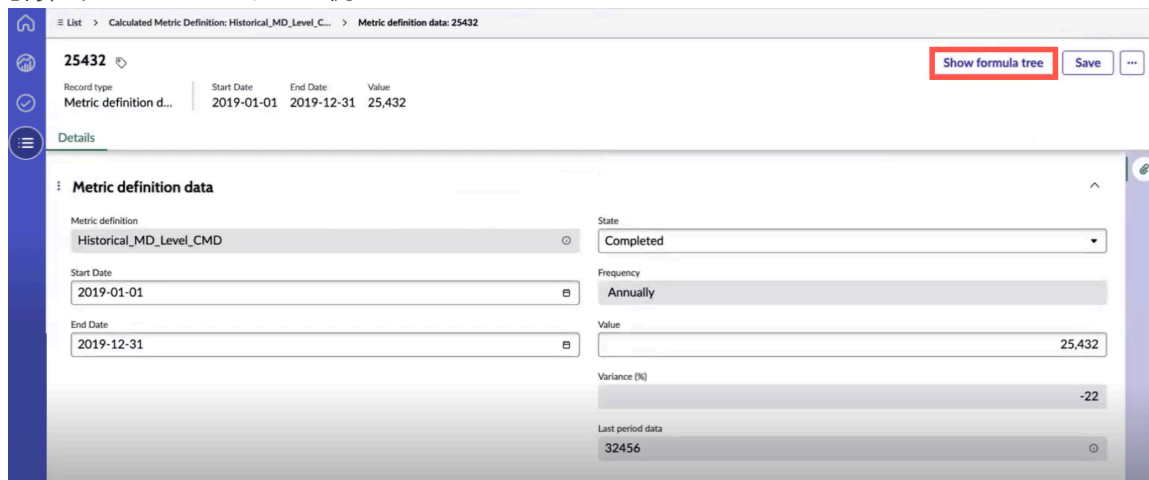 List > Calculated Metric Definition: Historical_MD_Level_C... > Metric definition data: 25432
25432
Show formula tree
Save
...
Record type
Start Date
End Date
Value
Metric definition d...
2019-01-01
2019-12-31
25,432
Details
Metric definition data
Metric definition
State
Historical_MD_Level_CMD
Completed
Start Date
Frequency
2019-01-01
Annually
End Date
Value
2019-12-31
25,432
Variance (%)
-22
Last period data
32456